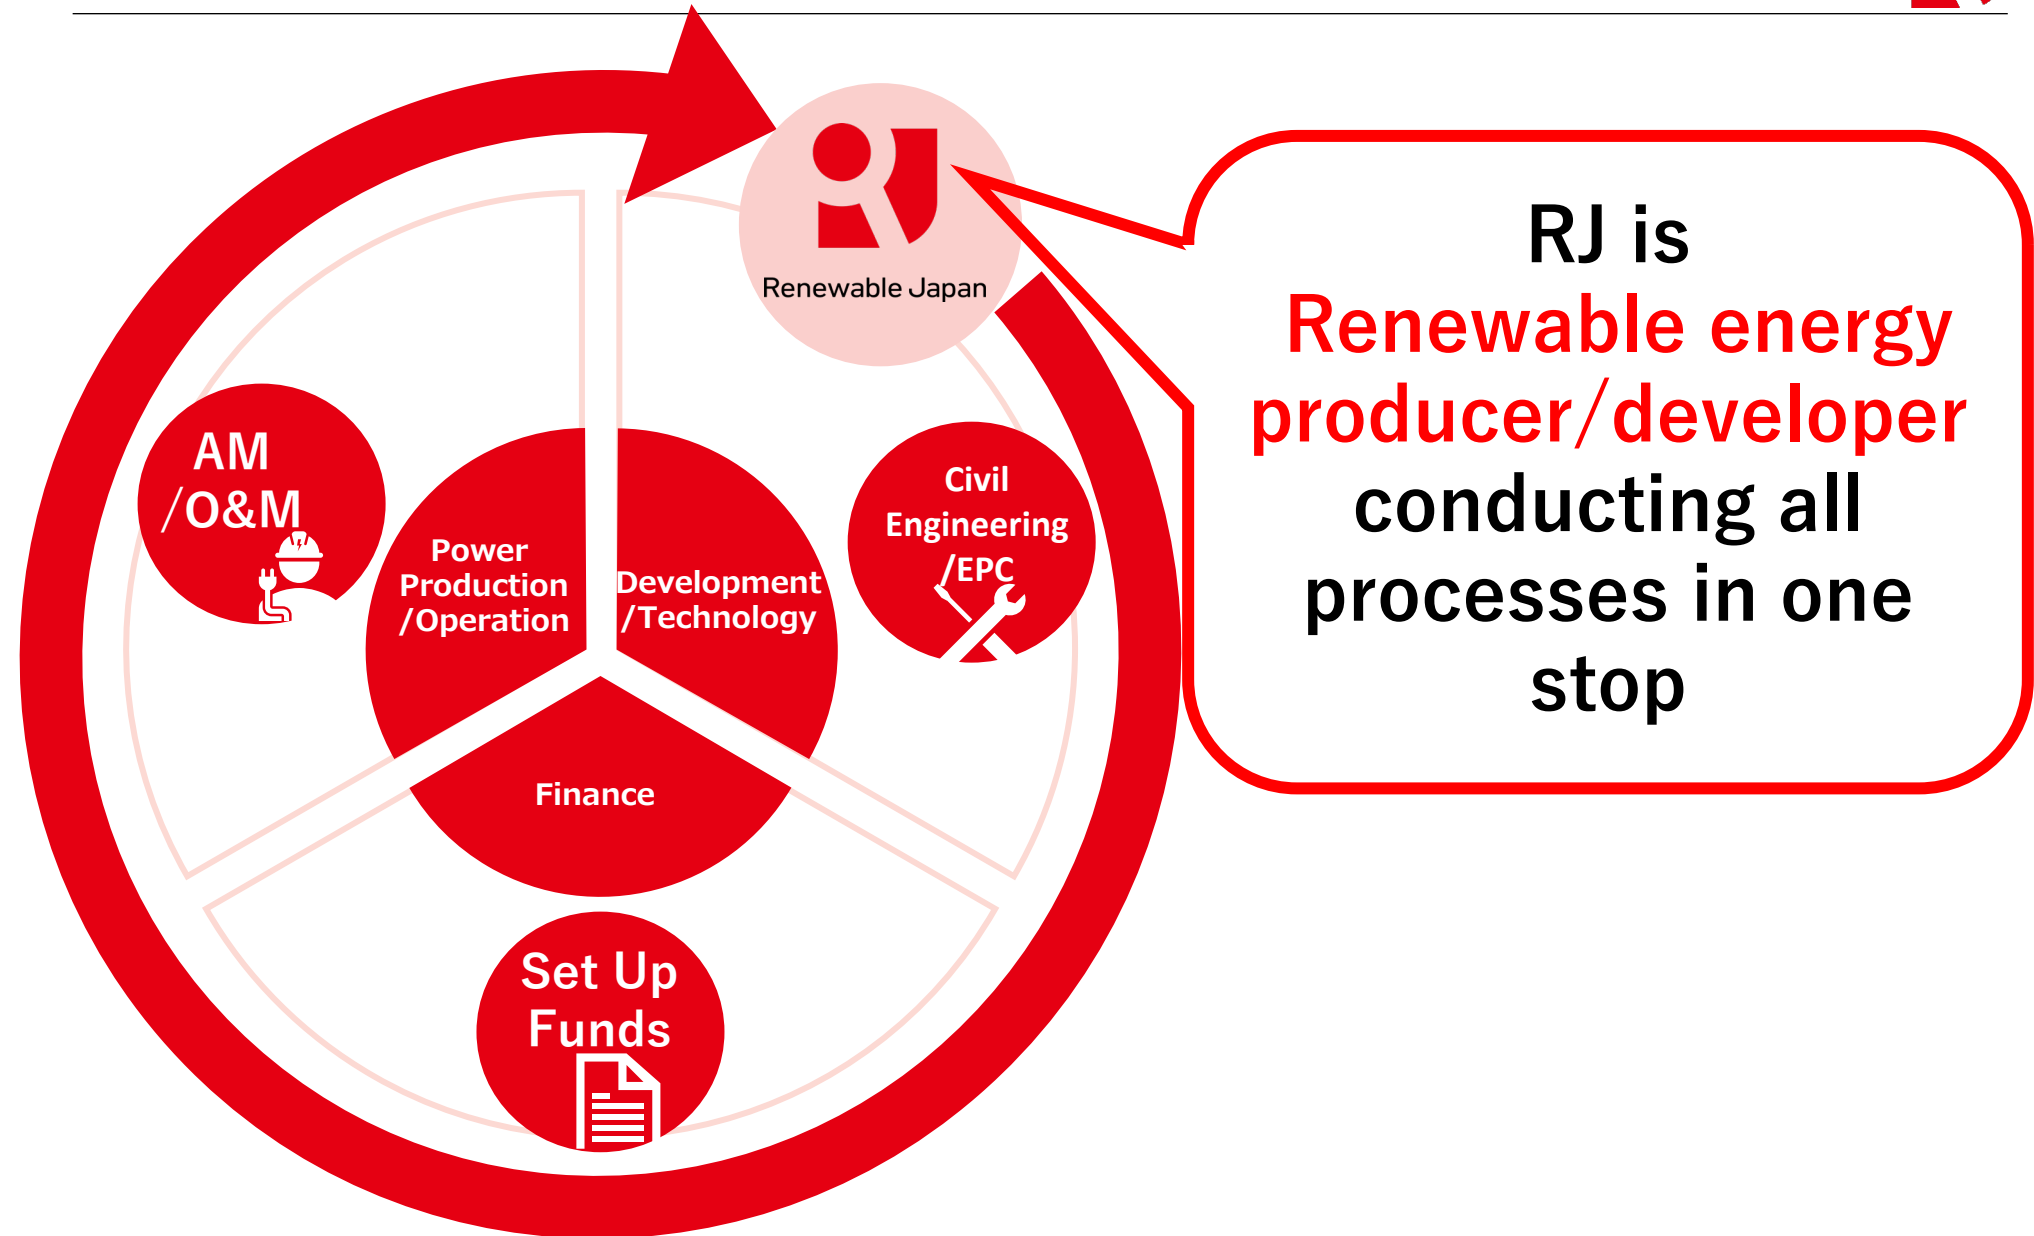 Renewable Japan
RJ is
Renewable energy
producer/developer
conducting all
processes in one
stop
AM
/O&M
Civil
Engineering
/EPC
Power
Production
/Operation
Development
/Technology
Finance
Set Up
Funds